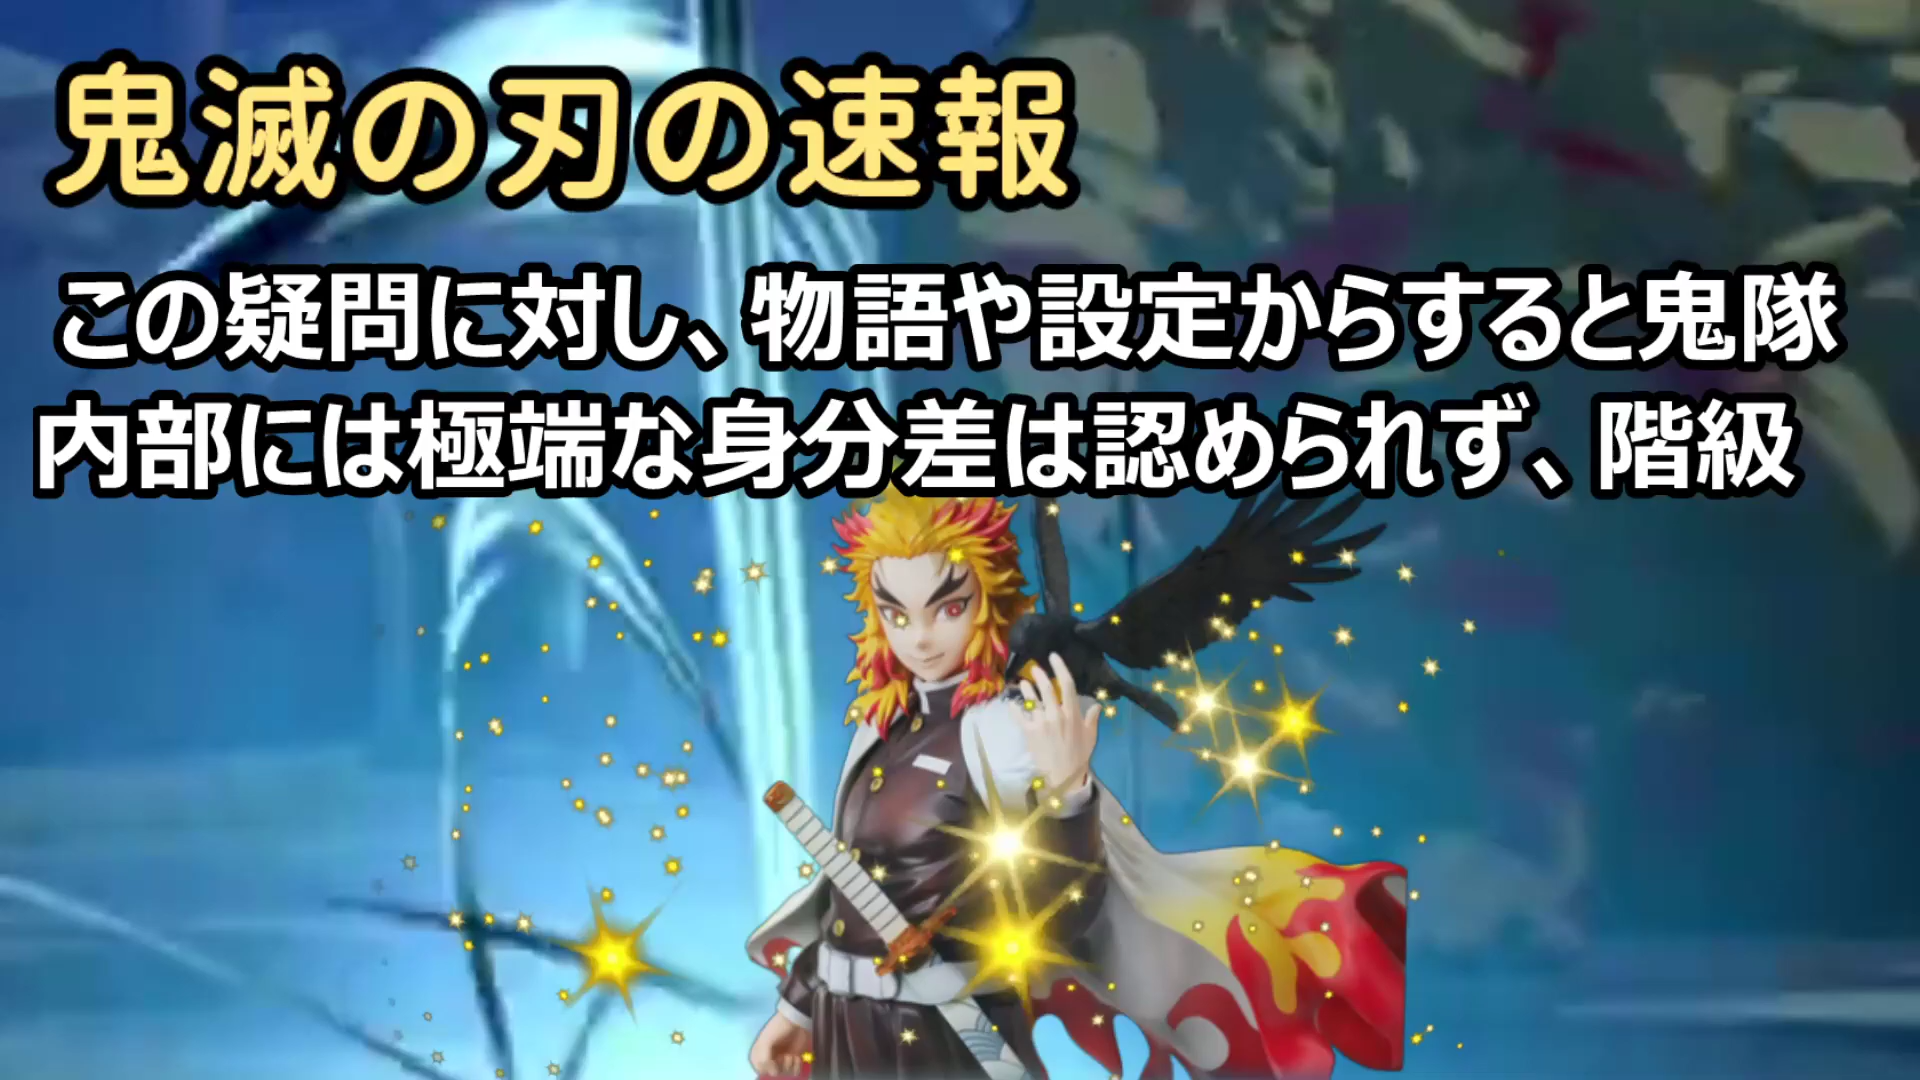 鬼滅の刃の速報
この疑問に対し、物語や設定からすると鬼隊
内部には極端な身分差は認められず、階級